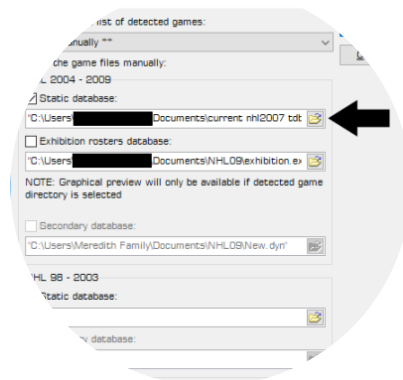 list of detected games:
**
the game files manually:
2004 - 2009
Static database:
"C:\Users\ Documents\current nhl2007 tdb
Exhibition rosters database:
"C:\Users\ Documents\NHL09\exhibition.ex
NOTE: Graphical preview will only be available if detected game
directory is selected
Secondary database:
"C:\Users\Meredith Family\Documents\NHL09\New.dyn"
98 - 2003
Static database:
database: